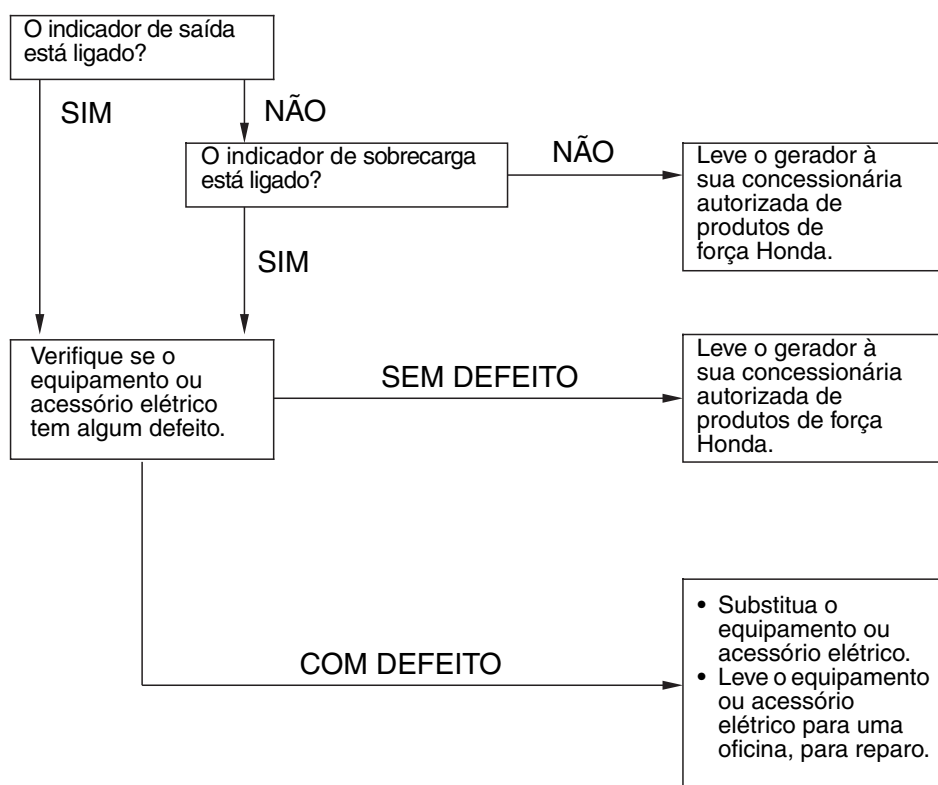 O indicador de saída
está ligado?
SIM
NÃO
O indicador de sobrecarga
está ligado?
NÃO
Leve o gerador à
sua concessionária
autorizada de
produtos de
força Honda.
SIM
Verifique se o
equipamento ou
acessório elétrico
tem algum defeito.
SEM DEFEITO
Leve o gerador à
sua concessionária
autorizada de
produtos de força
Honda.
COM DEFEITO
• Substitua o
equipamento ou
acessório elétrico.
• Leve o equipamento
ou acessório
elétrico para uma
oficina, para reparo.